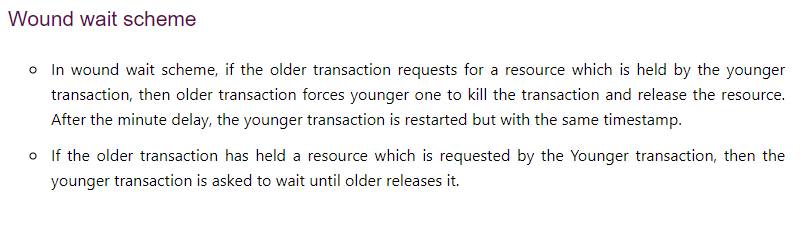 Wound wait scheme
In wound wait scheme, if the older transaction requests for a resource which is held by the younger
transaction, then older transaction forces younger one to kill the transaction and release the resource.
After the minute delay, the younger transaction is restarted but with the same timestamp.
If the older transaction has held a resource which is requested by the Younger transaction, then the
younger transaction is asked to wait until older releases it.